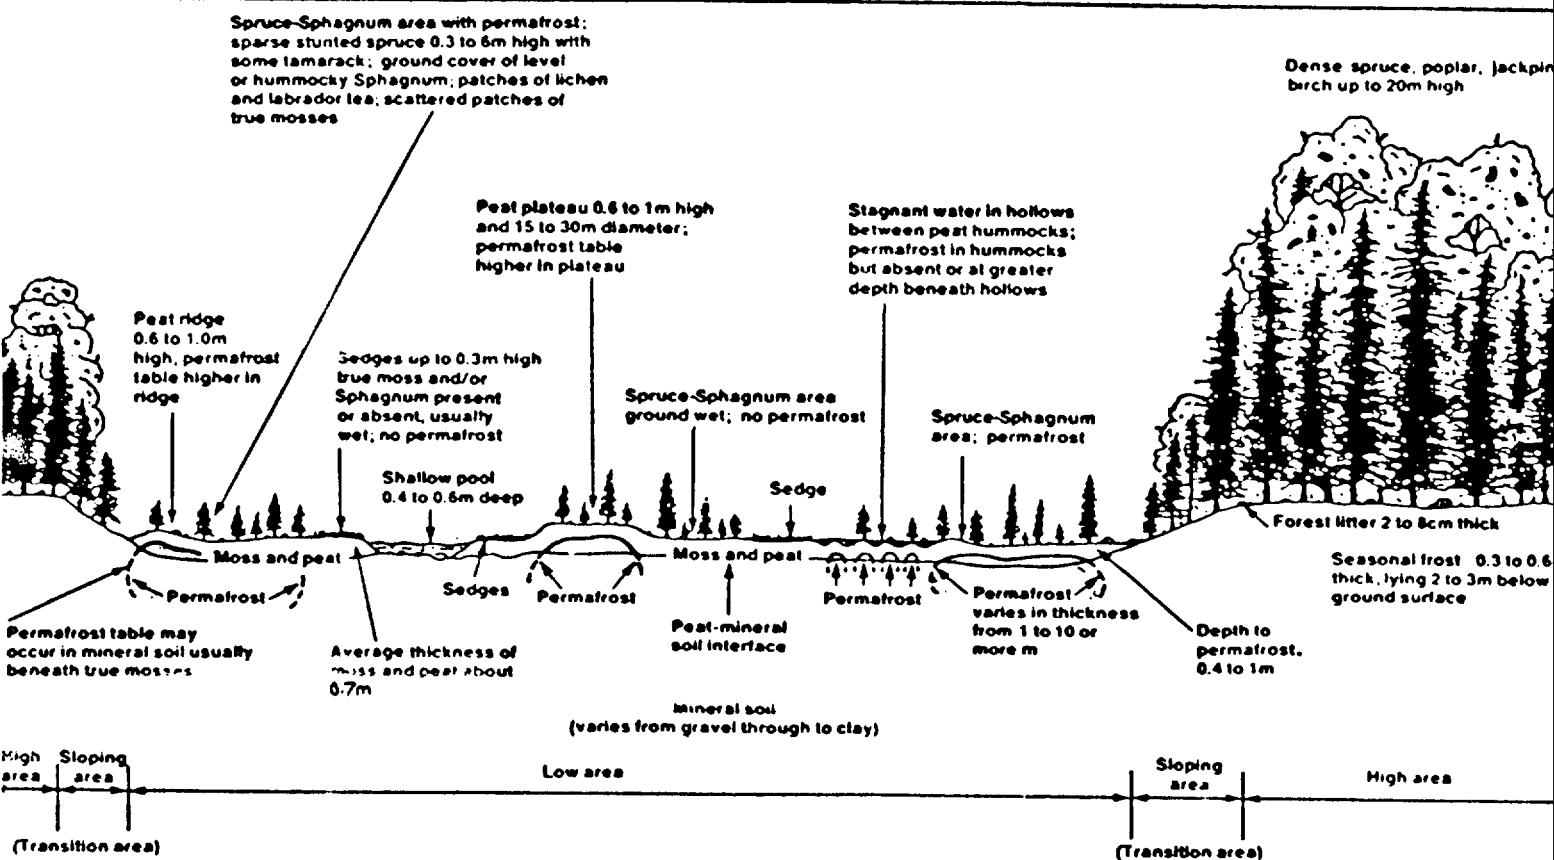 Spruce-Sphagnum area with permafrost;
sparse stunted spruce 0.3 to 6m high with
some tamarack; ground cover of level
or hummocky Sphagnum; patches of lichen
and labrador tea; scattered patches of
true mosses
Dense spruce, poplar, jackpin
birch up to 20m high
Peat plateau 0.6 to 1m high
and 15 to 30m diameter;
permafrost table
higher in plateau
Stagnant water in hollows
between peat hummocks;
permafrost in hummocks
but absent or at greater
depth beneath hollows
Peat ridge
0.6 to 1.0m
high, permafrost
table higher in
ridge
Sedges up to 0.3m high
true moss and/or
Sphagnum present
or absent, usually
wet; no permafrost
Spruce-Sphagnum area
ground wet; no permafrost
Spruce-Sphagnum
area; permafrost
Shallow pool
0.4 to 0.6m deep
Sedge
Forest litter 2 to 8cm thick
Moss and peat
Moss and peat
Seasonal frost 0.3 to 0.6
thick, lying 2 to 3m below
ground surface
Permafrost
Sedges
Permafrost
Permafrost
Permafrost
varies in thickness
from 1 to 10 or
more m
Permafrost table may
occur in mineral soil usually
beneath true mosses
Average thickness of
moss and peat about
0.7m
Peat-mineral
soil interface
Depth to
permafrost,
0.4 to 1m
Mineral soil
(varies from gravel through to clay)
High
area
Sloping
area
Low area
Sloping
area
High area
(Transition area)
(Transition area)